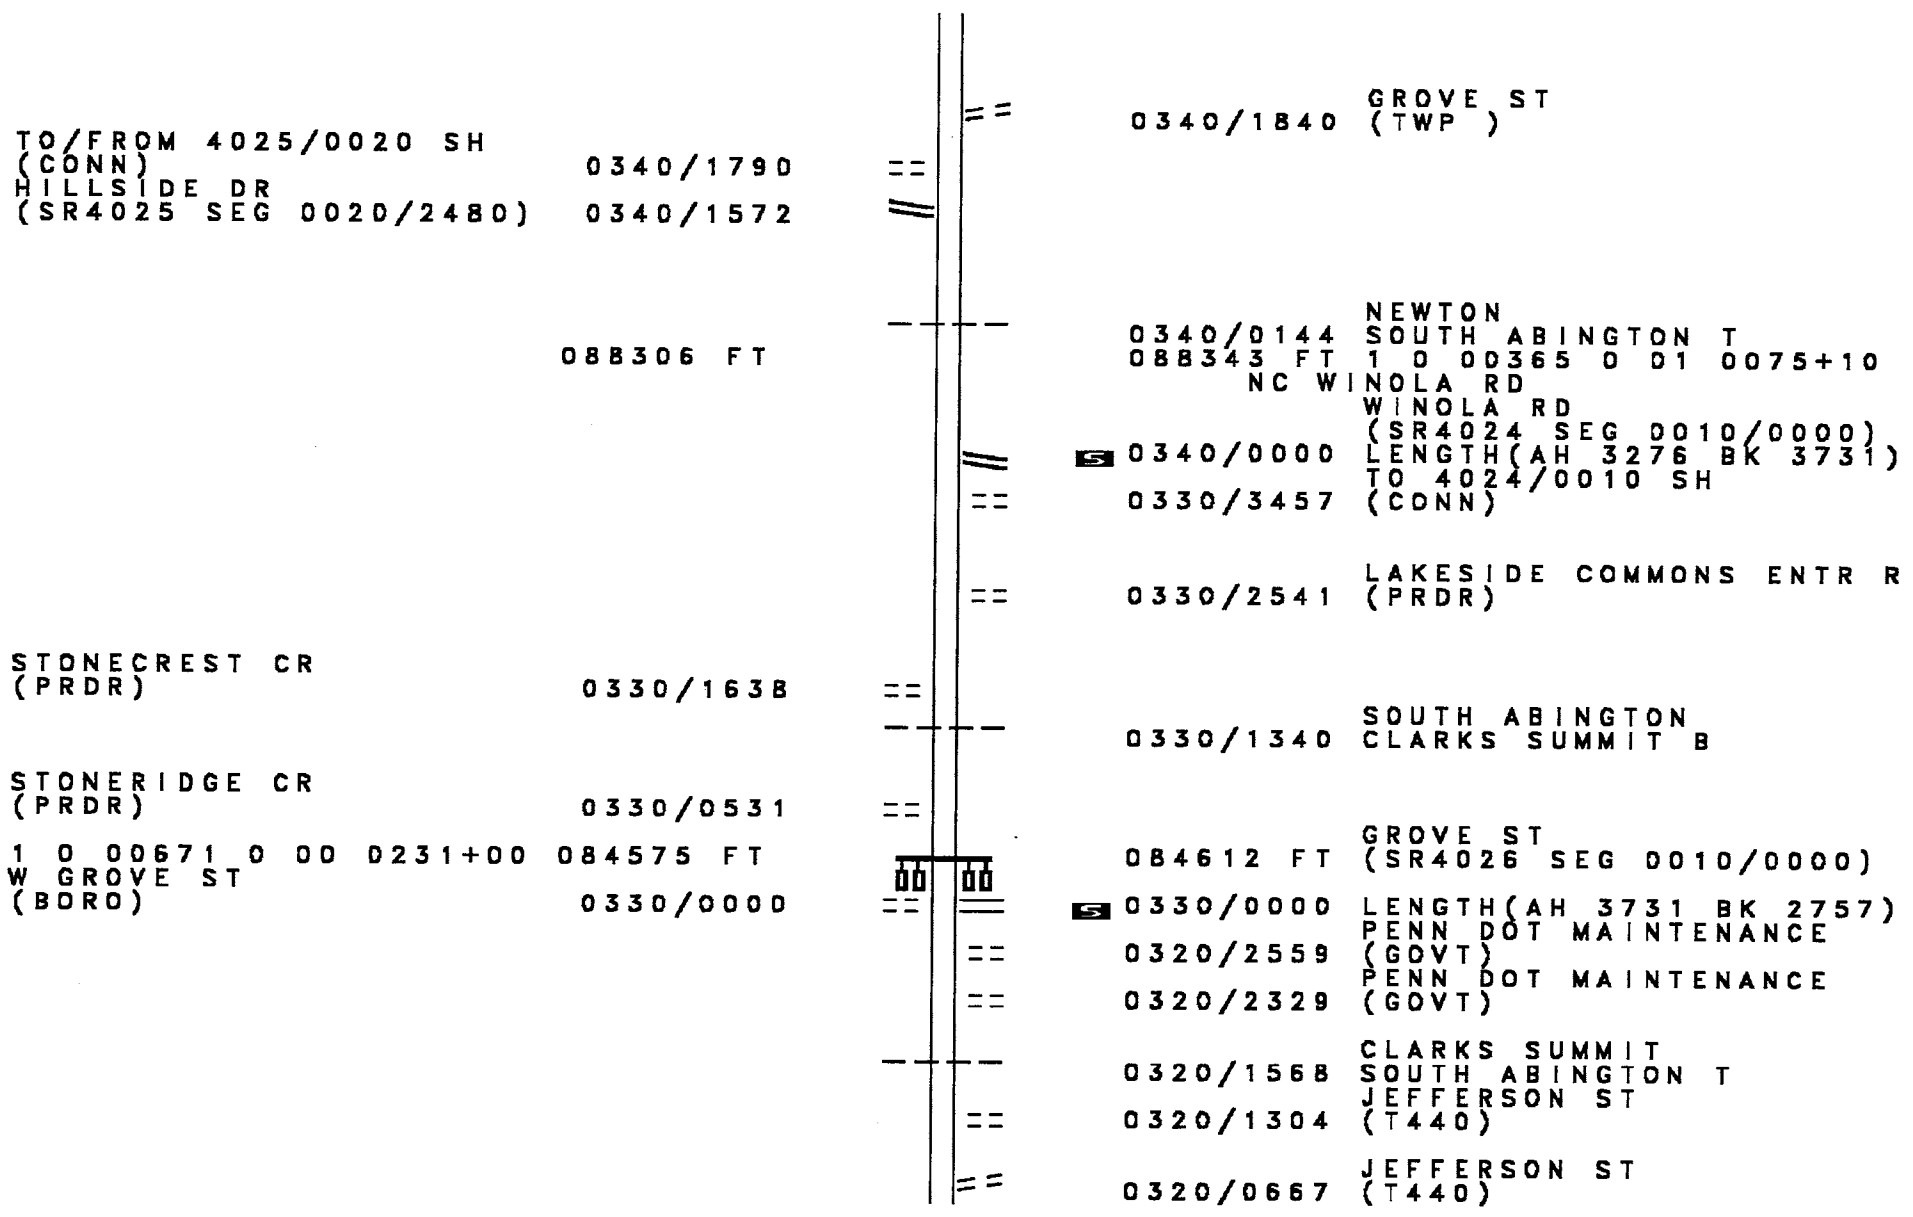 GROVE ST
0340/1840 (TWP )
TO/FROM 4025/0020 SH
(CONN) 0340/1790
HILLSIDE DR
(SR4025 SEG 0020/2480) 0340/1572
NEWTON
0340/0144 SOUTH ABINGTON T
088306 FT 088343 FT 1 0 00365 0 01 0075+10
NC WINOLA RD
WINOLA RD
(SR4024 SEG 0010/0000)
S 0340/0000 LENGTH(AH 3276 BK 3731)
TO 4024/0010 SH
0330/3457 (CONN)
LAKESIDE COMMONS ENTR R
0330/2541 (PRDR)
STONECREST CR
(PRDR) 0330/1638
SOUTH ABINGTON
0330/1340 CLARKS SUMMIT B
STONERIDGE CR
(PRDR) 0330/0531
GROVE ST
1 0 00671 0 00 0231+00 084575 FT 084612 FT (SR4026 SEG 0010/0000)
W GROVE ST
(BORO) 0330/0000 S 0330/0000 LENGTH(AH 3731 BK 2757)
PENN DOT MAINTENANCE
0320/2559 (GOVT)
PENN DOT MAINTENANCE
0320/2329 (GOVT)
CLARKS SUMMIT
0320/1568 SOUTH ABINGTON T
JEFFERSON ST
0320/1304 (T440)
JEFFERSON ST
0320/0667 (T440)